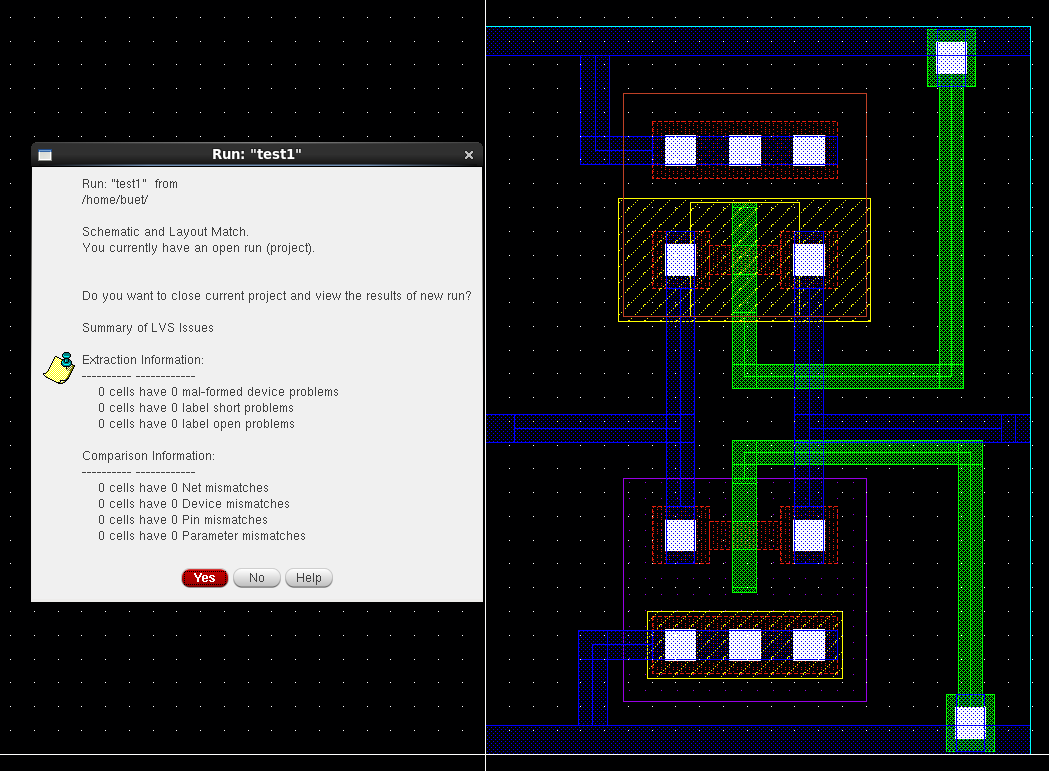 Run: "test1"
Run: "test1" from
/home/buet/
Schematic and Layout Match.
You currently have an open run (project).
Do you want to close current project and view the results of new run?
Summary of LVS Issues
Extraction Information:
---------- ------------
0 cells have 0 mal-formed device problems
0 cells have 0 label short problems
0 cells have 0 label open problems
Comparison Information:
---------- ------------
0 cells have 0 Net mismatches
0 cells have 0 Device mismatches
0 cells have 0 Pin mismatches
0 cells have 0 Parameter mismatches
Yes No Help